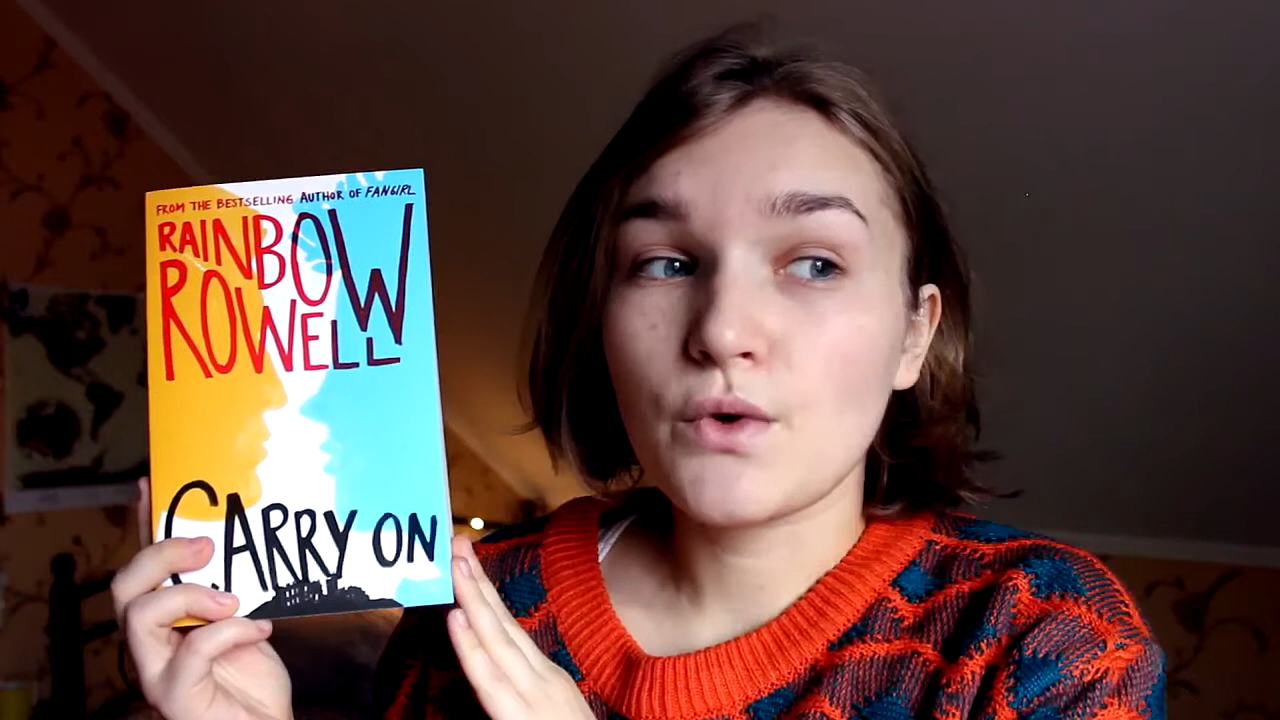 FROM THE BESTSELLING AUTHOR OF FANGIRL
RAINBOW
ROWELL
CARRY ON